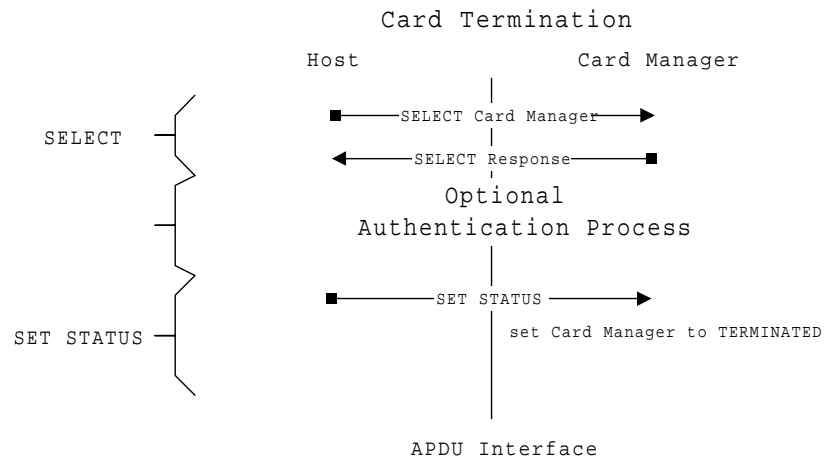 Card Termination
Host Card Manager
SELECT Card Manager
SELECT
SELECT Response
Optional
Authentication Process
SET STATUS
set Card Manager to TERMINATED
SET STATUS
APDU Interface